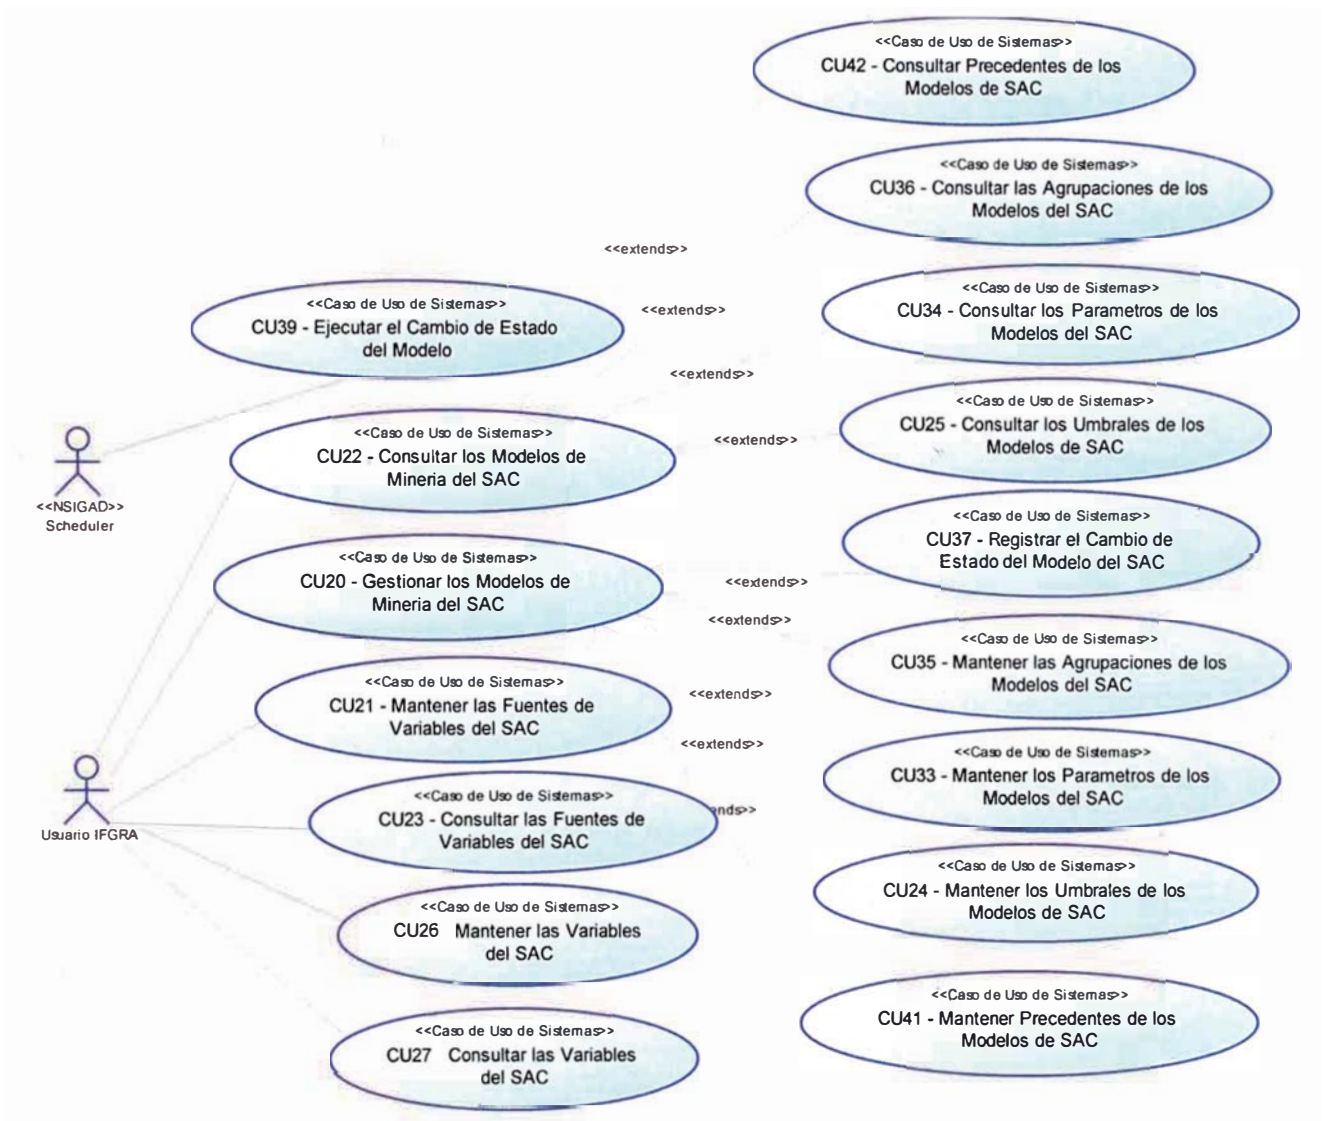 <<Caso de Uso de Sistemas>>
CU42 - Consultar Precedentes de los
Modelos de SAC
<<Caso de Uso de Sistemas>>
CU36 - Consultar las Agrupaciones de los
Modelos del SAC
<<extends>>
<<Caso de Uso de Sistemas>>
CU39 - Ejecutar el Cambio de Estado
del Modelo
<<extends>>
<<Caso de Uso de Sistemas>>
CU34 - Consultar los Parametros de los
Modelos del SAC
<<extends>>
<<Caso de Uso de Sistemas>>
CU22 - Consultar los Modelos de
Mineria del SAC
<<extends>>
<<Caso de Uso de Sistemas>>
CU25 - Consultar los Umbrales de los
Modelos de SAC
<<NSIGAD>>
Scheduler
<<Caso de Uso de Sistemas>>
CU37 - Registrar el Cambio de
Estado del Modelo del SAC
<<Caso de Uso de Sistemas>>
CU20 - Gestionar los Modelos de
Mineria del SAC
<<extends>>
<<extends>>
<<Caso de Uso de Sistemas>>
CU35 - Mantener las Agrupaciones de los
Modelos del SAC
<<Caso de Uso de Sistemas>>
CU21 - Mantener las Fuentes de
Variables del SAC
<<extends>>
<<extends>>
<<Caso de Uso de Sistemas>>
CU33 - Mantener los Parametros de los
Modelos del SAC
<<Caso de Uso de Sistemas>>
CU23 - Consultar las Fuentes de
Variables del SAC
ends>>
Usuario IFGRA
<<Caso de Uso de Sistemas>>
CU24 - Mantener los Umbrales de los
Modelos de SAC
<<Caso de Uso de Sistemas>>
CU26 Mantener las Variables
del SAC
<<Caso de Uso de Sistemas>>
CU41 - Mantener Precedentes de los
Modelos de SAC
<<Caso de Uso de Sistemas>>
CU27 Consultar las Variables
del SAC